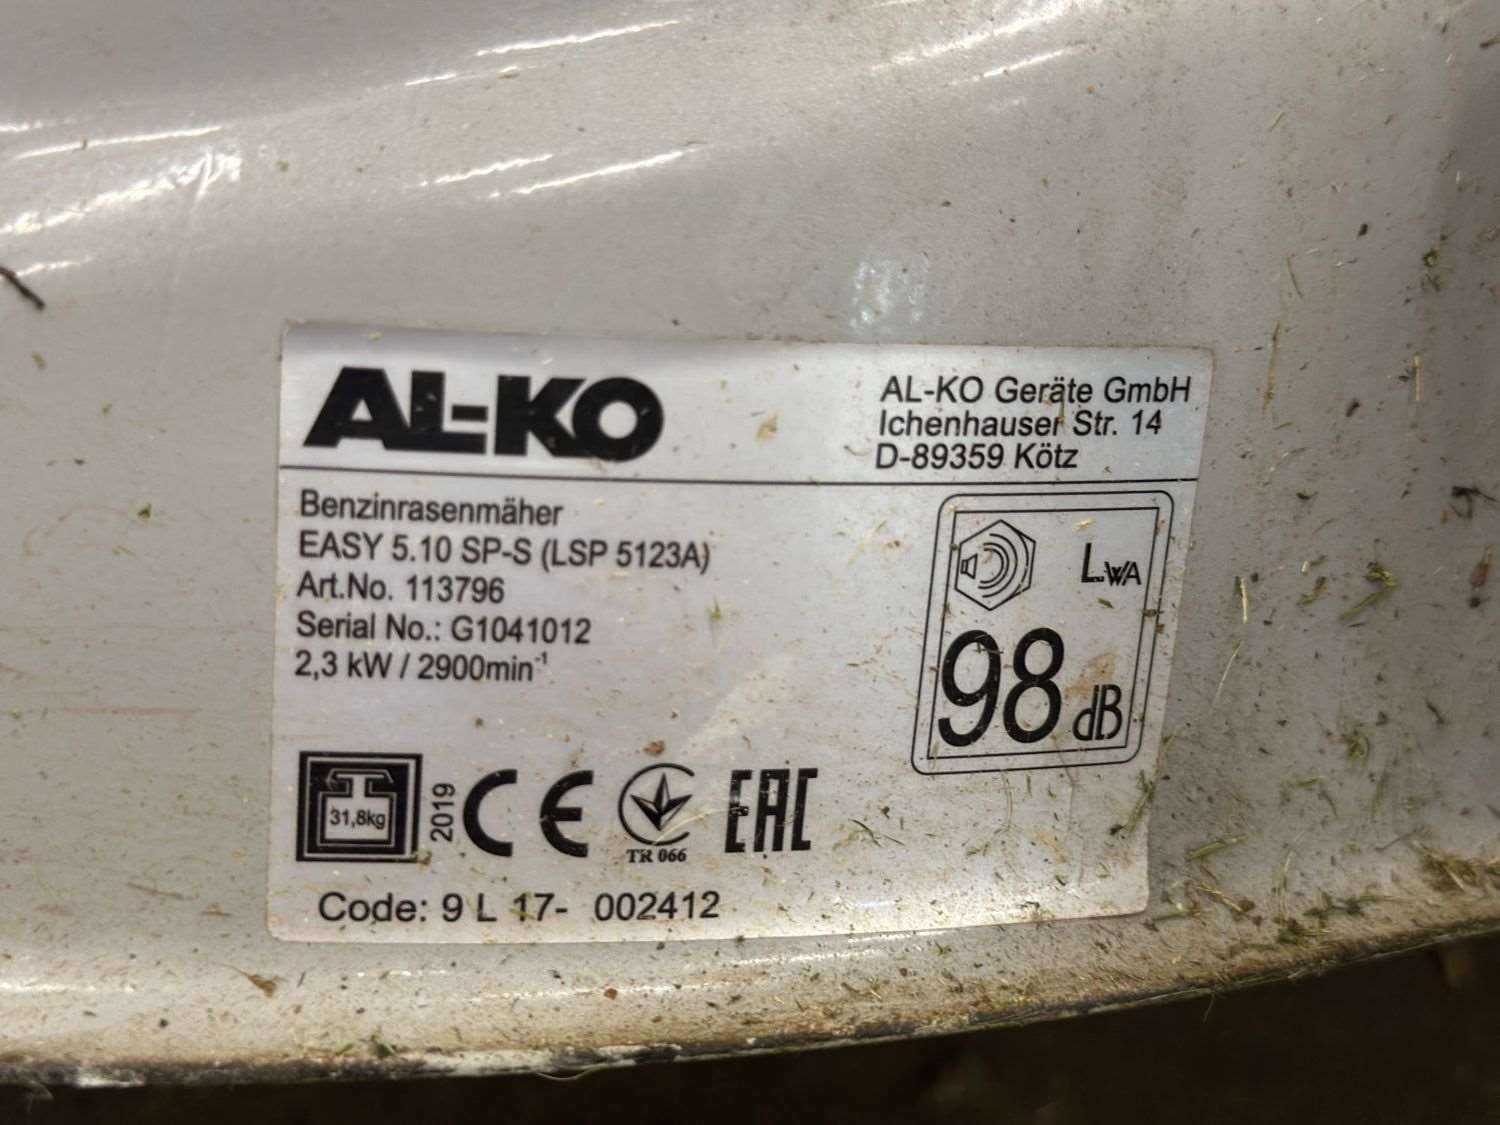 AL-KO
AL-KO Geräte GmbH
Ichenhauser Str. 14
D-89359 Kötz
Benzinrasenmäher
EASY 5.10 SP-S (LSP 5123A)
Art.No. 113796
Serial No.: G1041012
2,3 kW / 2900min⁻¹
LWA
98 dB
31,8kg
2019
CE
TR 066
EAC
Code: 9 L 17- 002412